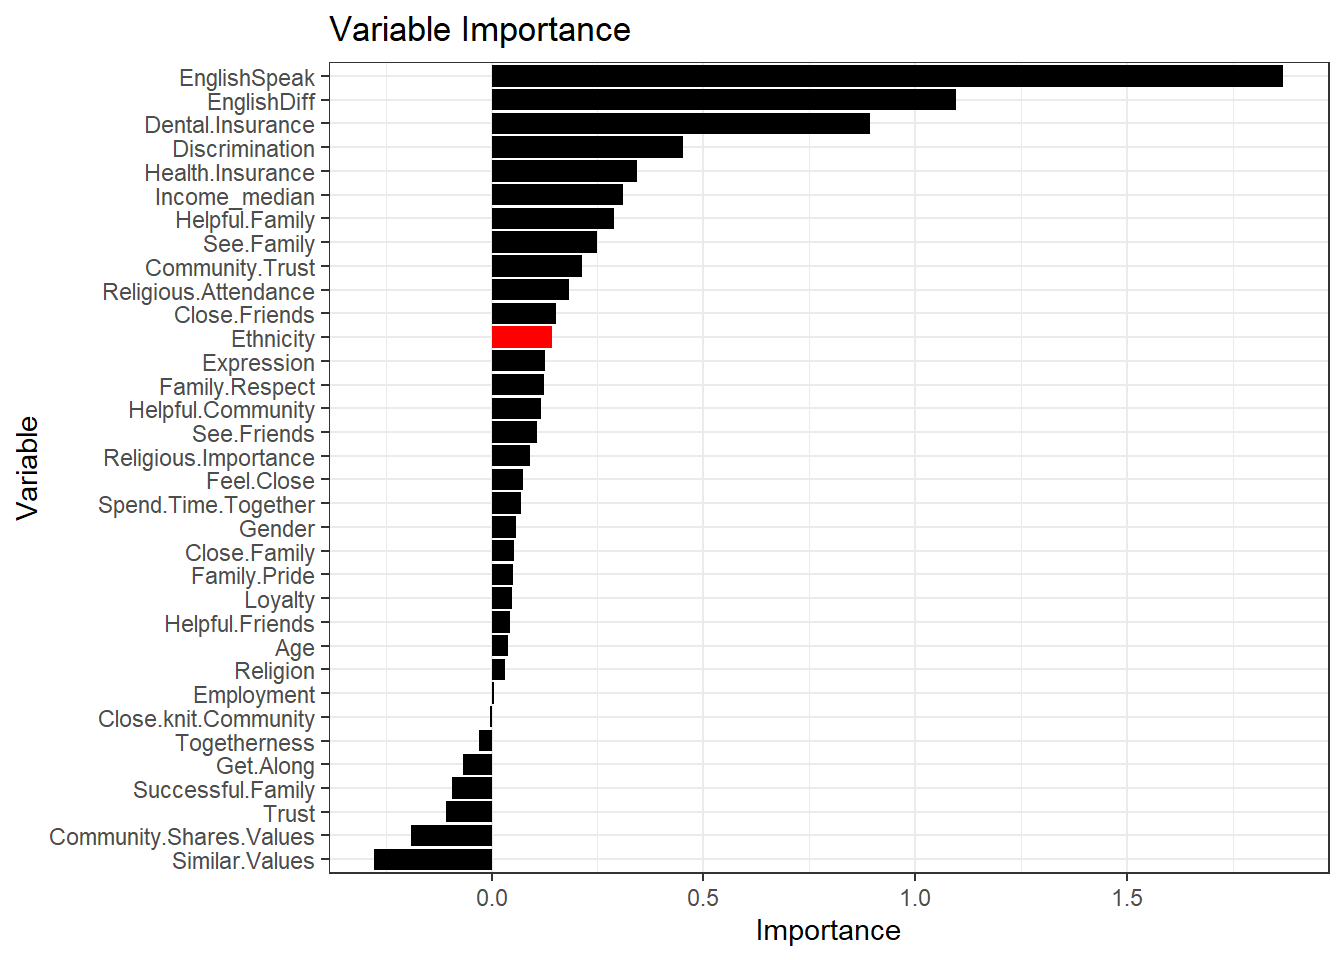 Variable Importance
EnglishSpeak
EnglishDiff
Dental.Insurance
Discrimination
Health.Insurance
Income_median
Helpful.Family
See.Family
Community.Trust
Religious.Attendance
Close.Friends
Ethnicity
Expression
Family.Respect
Helpful.Community
See.Friends
Religious.Importance
Feel.Close
Spend.Time.Together
Gender
Close.Family
Family.Pride
Loyalty
Helpful.Friends
Age
Religion
Employment
Close.knit.Community
Togetherness
Get.Along
Successful.Family
Trust
Community.Shares.Values
Similar.Values
Variable
0.0 0.5 1.0 1.5
Importance